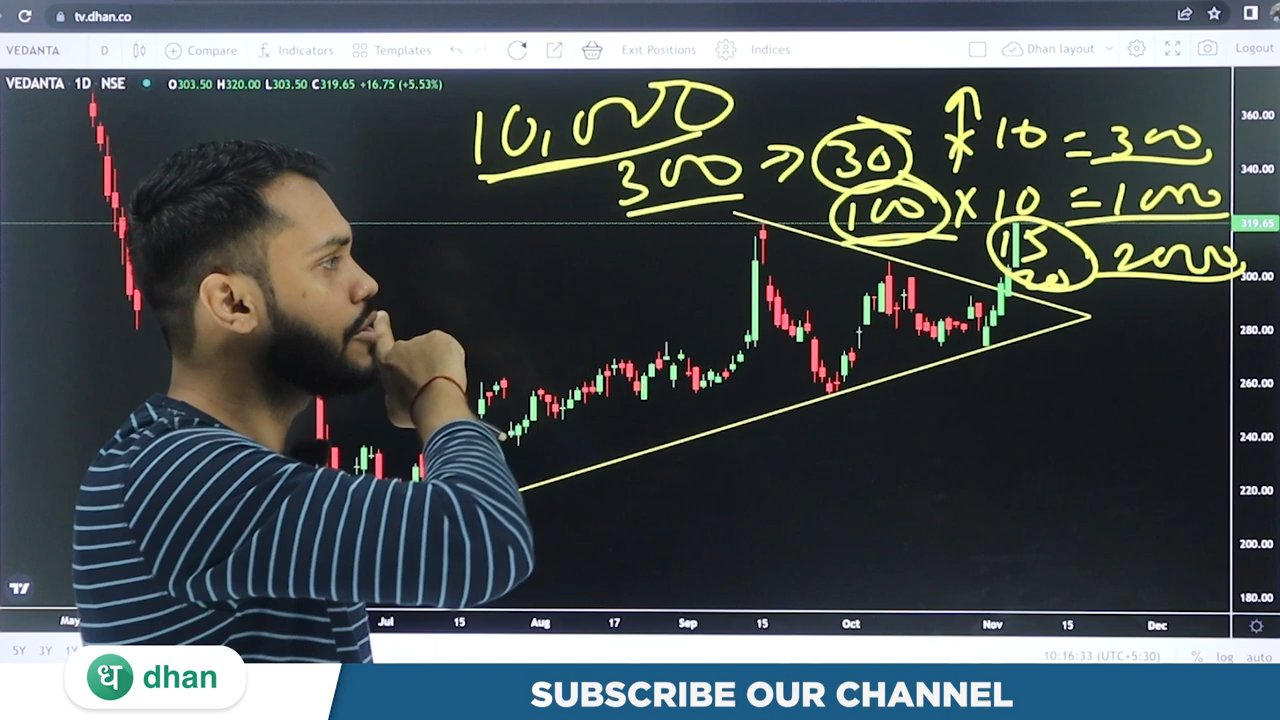 tv.dhan.co
VEDANTA D Compare Indicators Templates Exit Positions Indices Dhan layout Logout
VEDANTA · 1D · NSE O303.50 H320.00 L303.50 C319.65 +16.75 (+5.53%)
10,000
300 => 30 * 10 = 300
100 x 10 = 1000
15
20 2000
360.00
340.00
319.65
300.00
280.00
260.00
240.00
220.00
200.00
180.00
May Jul 15 Aug 17 Sep 15 Oct Nov 15 Dec
5Y 3Y 1Y 10:16:33 (UTC+5:30) % log auto
ध dhan
SUBSCRIBE OUR CHANNEL